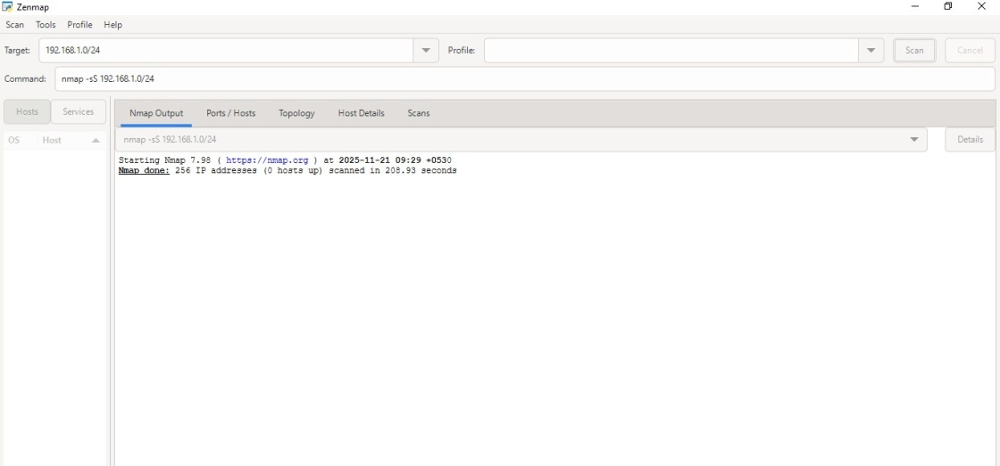 Zenmap
Scan Tools Profile Help
Target: 192.168.1.0/24 Profile: Scan Cancel
Command: nmap -sS 192.168.1.0/24
Hosts Services Nmap Output Ports / Hosts Topology Host Details Scans
OS Host nmap -sS 192.168.1.0/24 Details
Starting Nmap 7.98 ( https://nmap.org ) at 2025-11-21 09:29 +0530
Nmap done: 256 IP addresses (0 hosts up) scanned in 208.93 seconds